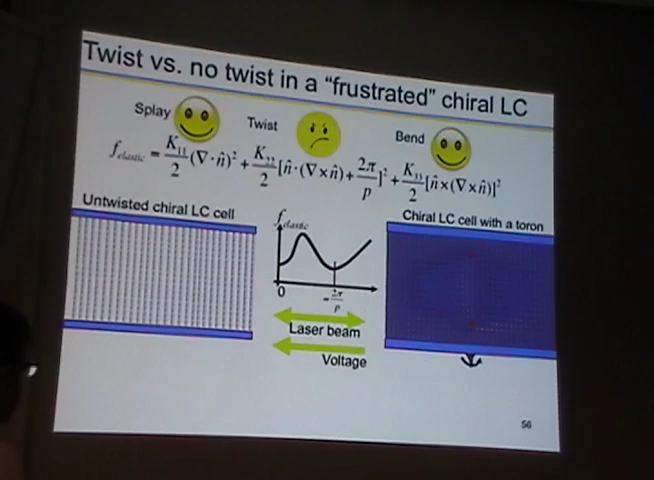 Twist vs. no twist in a "frustrated" chiral LC
Splay
Twist
Bend
f_elastic = K₁₁/2 (∇·n̂)² + K₂₂/2 [n̂·(∇×n̂)+ 2π/p]² + K₃₃/2 [n̂×(∇×n̂)]²
Untwisted chiral LC cell
f_elastic
Chiral LC cell with a toron
0
2π/p
Laser beam
Voltage
56